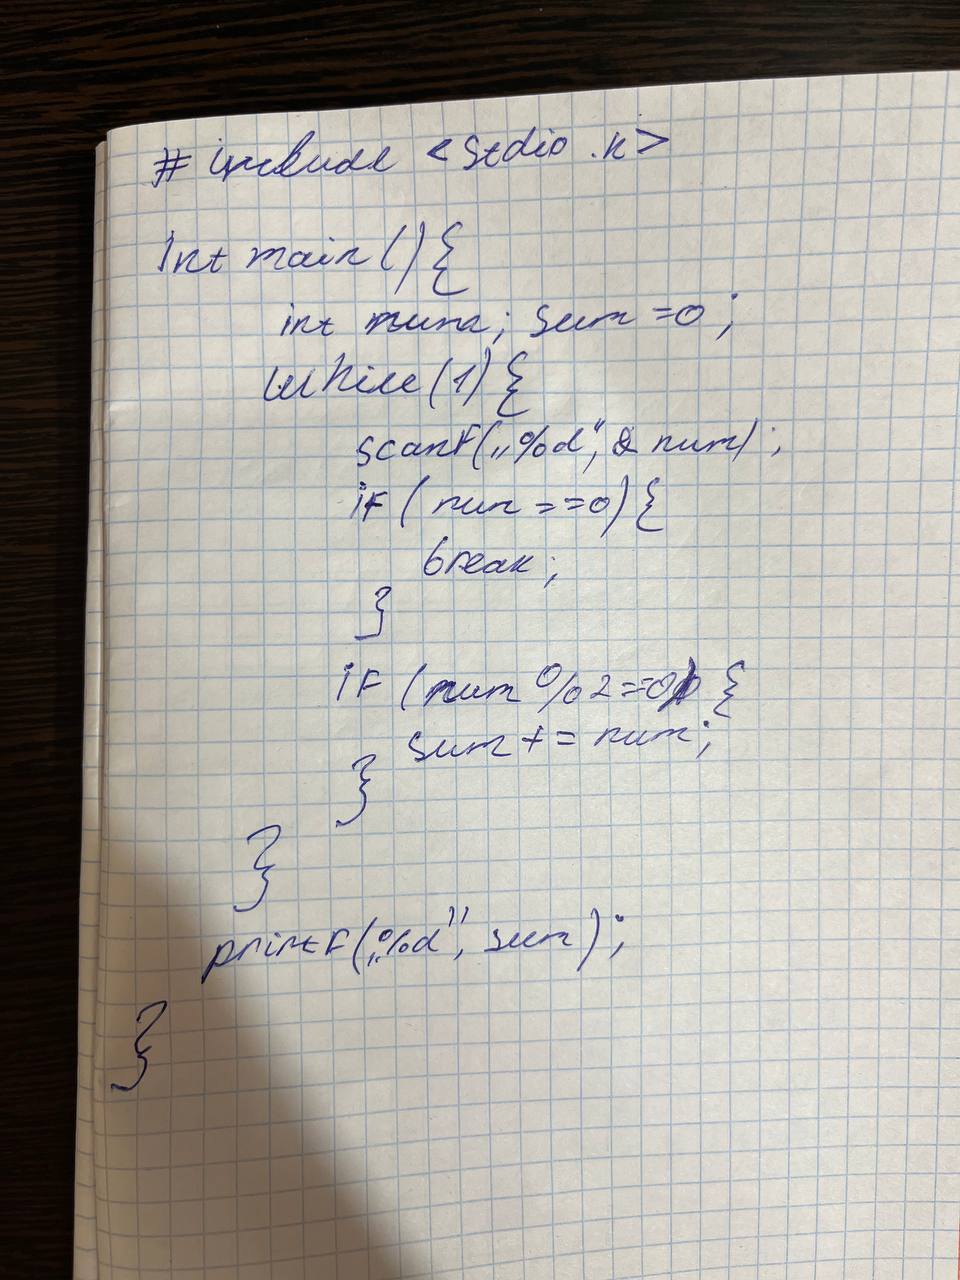 # include <stdio.h>
int main(){
int num; sum =0;
while(1){
scanf(„%d“, & num);
if (num ==0){
break;
}
if (num %2==0) {
sum += num;
}
}
printf(„%d”, sum);
}